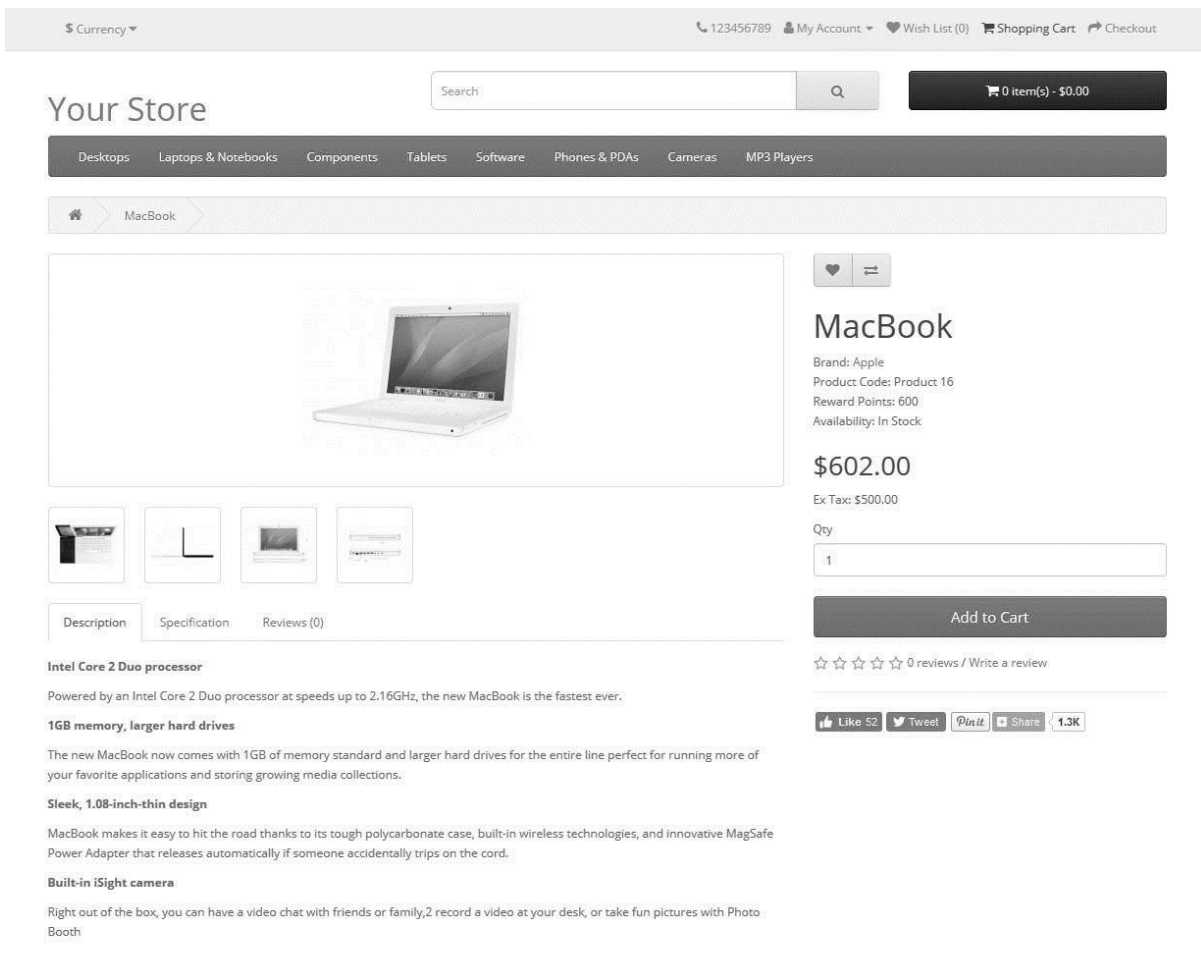 $ Currency
123456789 My Account Wish List (0) Shopping Cart Checkout
Your Store
Search
0 item(s) - $0.00
Desktops Laptops & Notebooks Components Tablets Software Phones & PDAs Cameras MP3 Players
MacBook
MacBook
Brand: Apple
Product Code: Product 16
Reward Points: 600
Availability: In Stock
$602.00
Ex Tax: $500.00
Qty
1
Add to Cart
0 reviews / Write a review
Like 52 Tweet Pin it Share 1.3K
Description Specification Reviews (0)
Intel Core 2 Duo processor
Powered by an Intel Core 2 Duo processor at speeds up to 2.16GHz, the new MacBook is the fastest ever.
1GB memory, larger hard drives
The new MacBook now comes with 1GB of memory standard and larger hard drives for the entire line perfect for running more of
your favorite applications and storing growing media collections.
Sleek, 1.08-inch-thin design
MacBook makes it easy to hit the road thanks to its tough polycarbonate case, built-in wireless technologies, and innovative MagSafe
Power Adapter that releases automatically if someone accidentally trips on the cord.
Built-in iSight camera
Right out of the box, you can have a video chat with friends or family,2 record a video at your desk, or take fun pictures with Photo
Booth